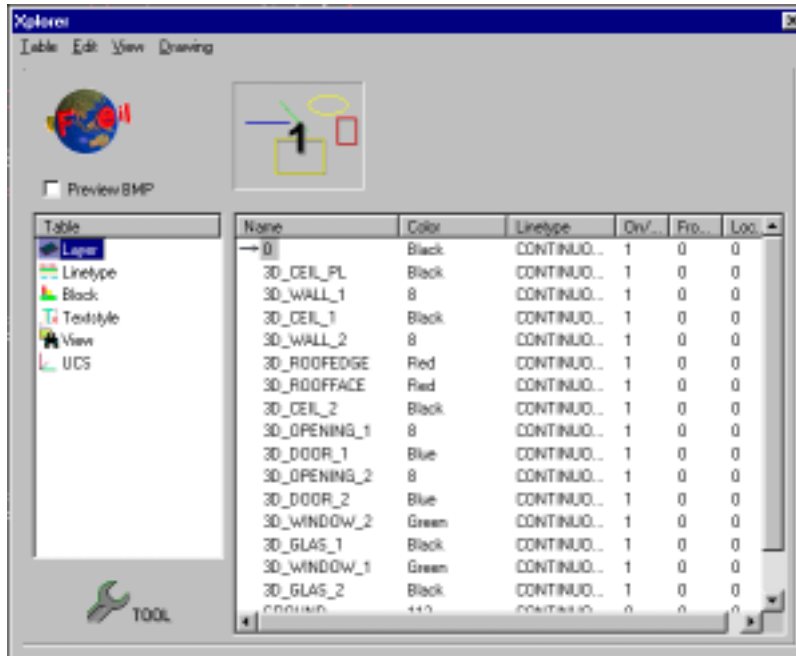 Xplorer
Table Edit View Drawing
1
Preview BMP
Table
Layer
Linetype
Block
Textstyle
View
UCS
TOOL
Name Color Linetype On/... Fro... Loc...
0 Black CONTINUO... 1 0 0
3D_CEIL_PL Black CONTINUO... 1 0 0
3D_WALL_1 8 CONTINUO... 1 0 0
3D_CEIL_1 Black CONTINUO... 1 0 0
3D_WALL_2 8 CONTINUO... 1 0 0
3D_ROOFEDGE Red CONTINUO... 1 0 0
3D_ROOFFACE Red CONTINUO... 1 0 0
3D_CEIL_2 Black CONTINUO... 1 0 0
3D_OPENING_1 8 CONTINUO... 1 0 0
3D_DOOR_1 Blue CONTINUO... 1 0 0
3D_OPENING_2 8 CONTINUO... 1 0 0
3D_DOOR_2 Blue CONTINUO... 1 0 0
3D_WINDOW_2 Green CONTINUO... 1 0 0
3D_GLAS_1 Black CONTINUO... 1 0 0
3D_WINDOW_1 Green CONTINUO... 1 0 0
3D_GLAS_2 Black CONTINUO... 1 0 0
GROUND CONTINUO... 0 0 0